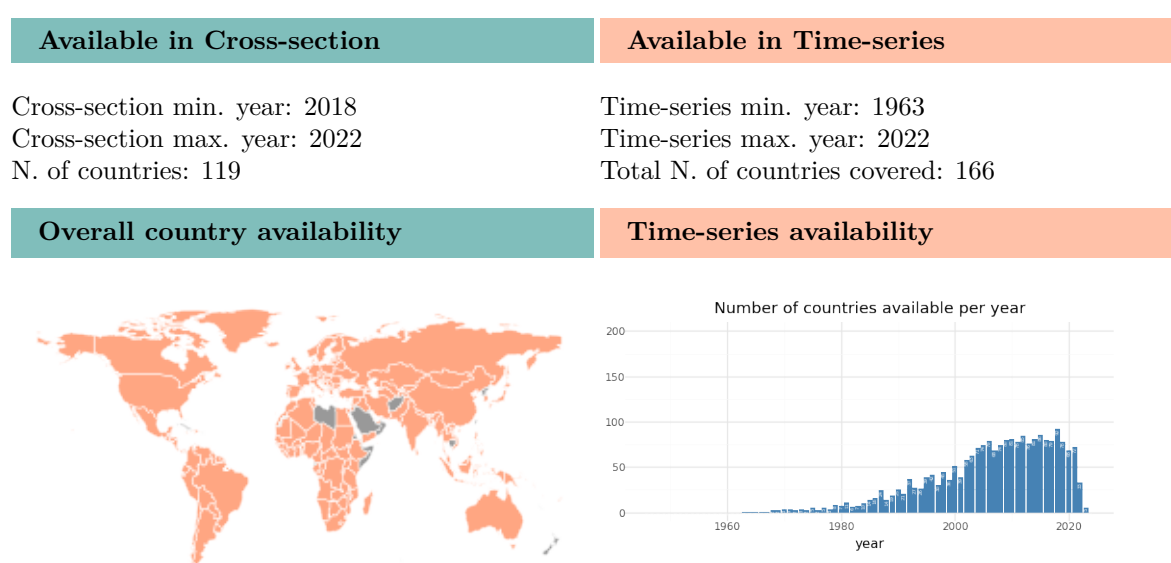 Available in Cross-section
Available in Time-series
Cross-section min. year: 2018
Cross-section max. year: 2022
N. of countries: 119
Time-series min. year: 1963
Time-series max. year: 2022
Total N. of countries covered: 166
Overall country availability
Time-series availability
Number of countries available per year
200
150
100
50
0
1960
1980
2000
2020
year